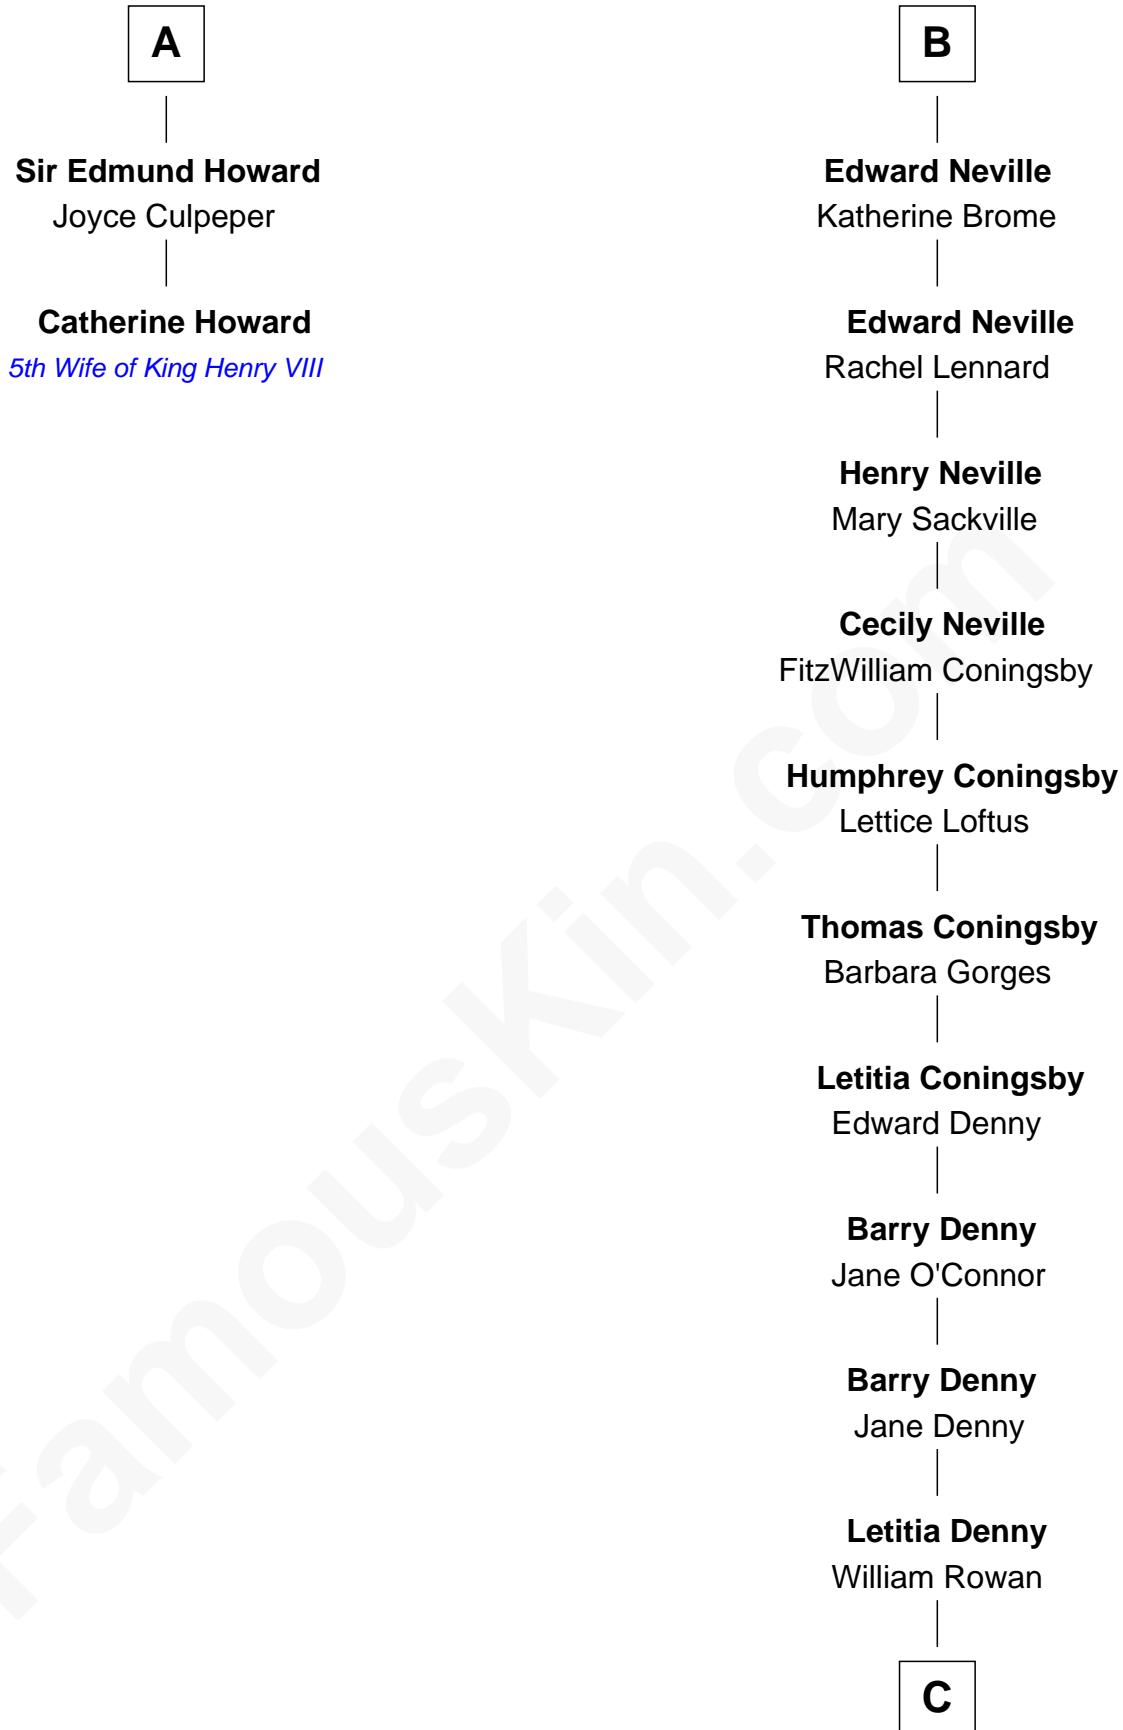 A
Sir Edmund Howard
Joyce Culpeper
Catherine Howard
5th Wife of King Henry VIII
B
Edward Neville
Katherine Brome
Edward Neville
Rachel Lennard
Henry Neville
Mary Sackville
Cecily Neville
FitzWilliam Coningsby
Humphrey Coningsby
Lettice Loftus
Thomas Coningsby
Barbara Gorges
Letitia Coningsby
Edward Denny
Barry Denny
Jane O'Connor
Barry Denny
Jane Denny
Letitia Denny
William Rowan
C
FamousKin.com